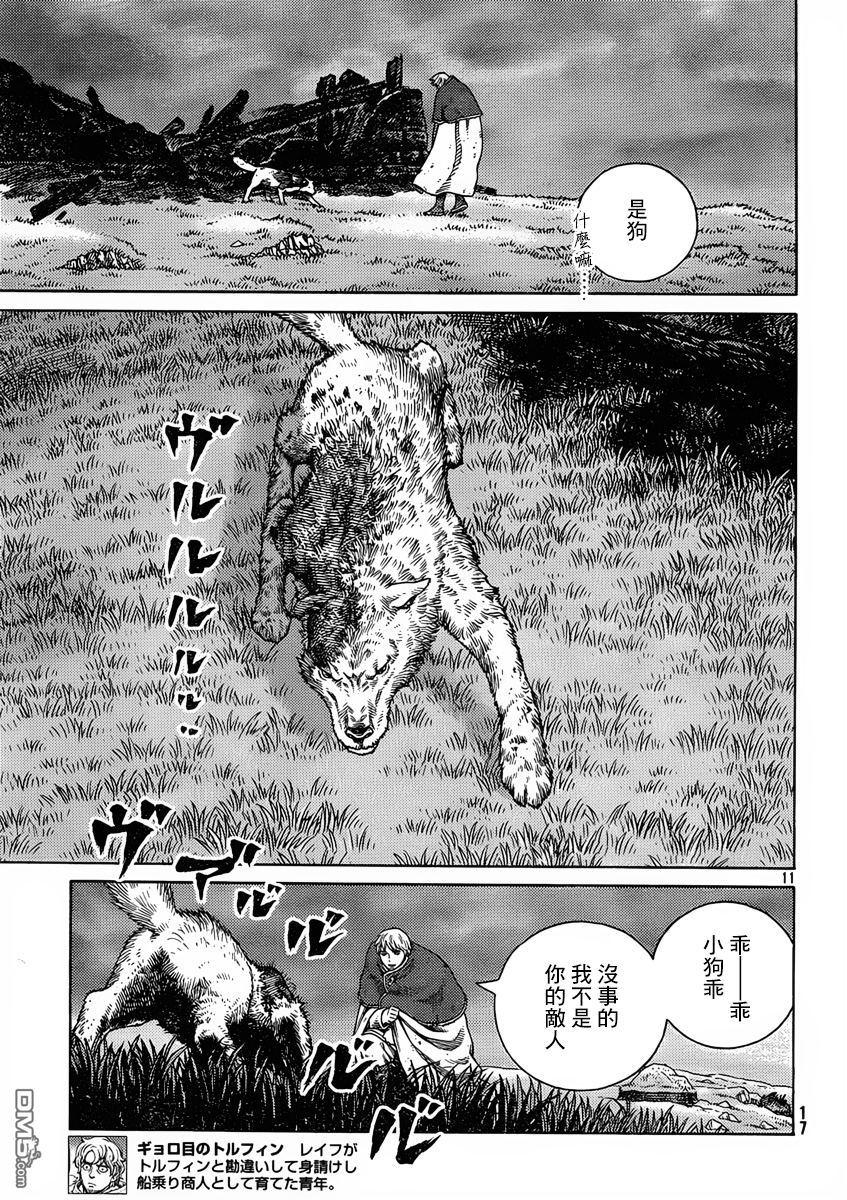 是狗
什麼嘛…
ヴルルルルル…
11
乖——乖
小狗乖
沒事的
我不是
你的敵人
ヴヴルルルルル
17
ギョロ目のトルフィン　レイフが
トルフィンと勘違いして身請けし
船乗り商人として育てた青年。
DM5